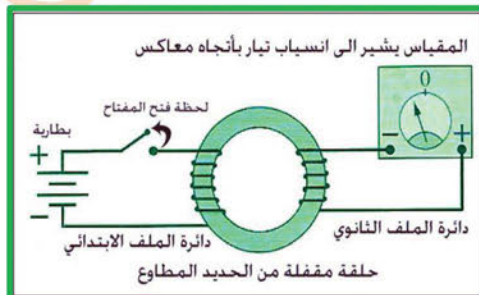 المقياس يشير الى انسياب تيار بأتجاه معاكس
0
لحظة فتح المفتاح
بطارية
+
−
− +
دائرة الملف الثانوي
دائرة الملف الابتدائي
حلقة مقفلة من الحديد المطاوع